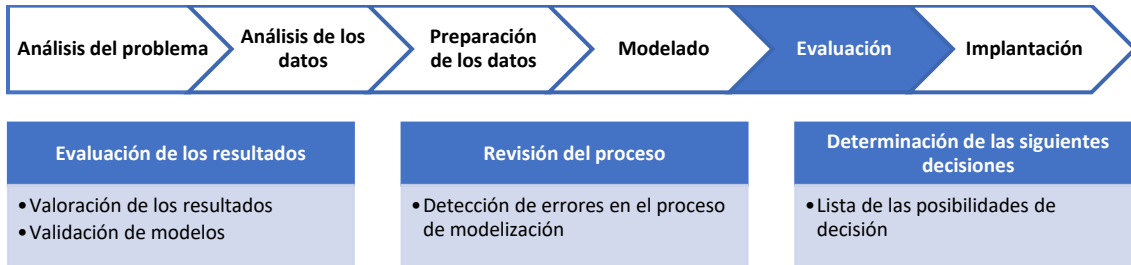 Análisis del problema
Análisis de los
datos
Preparación
de los datos
Modelado
Evaluación
Implantación
Evaluación de los resultados
•Valoración de los resultados
•Validación de modelos
Revisión del proceso
•Detección de errores en el proceso
de modelización
Determinación de las siguientes
decisiones
•Lista de las posibilidades de
decisión